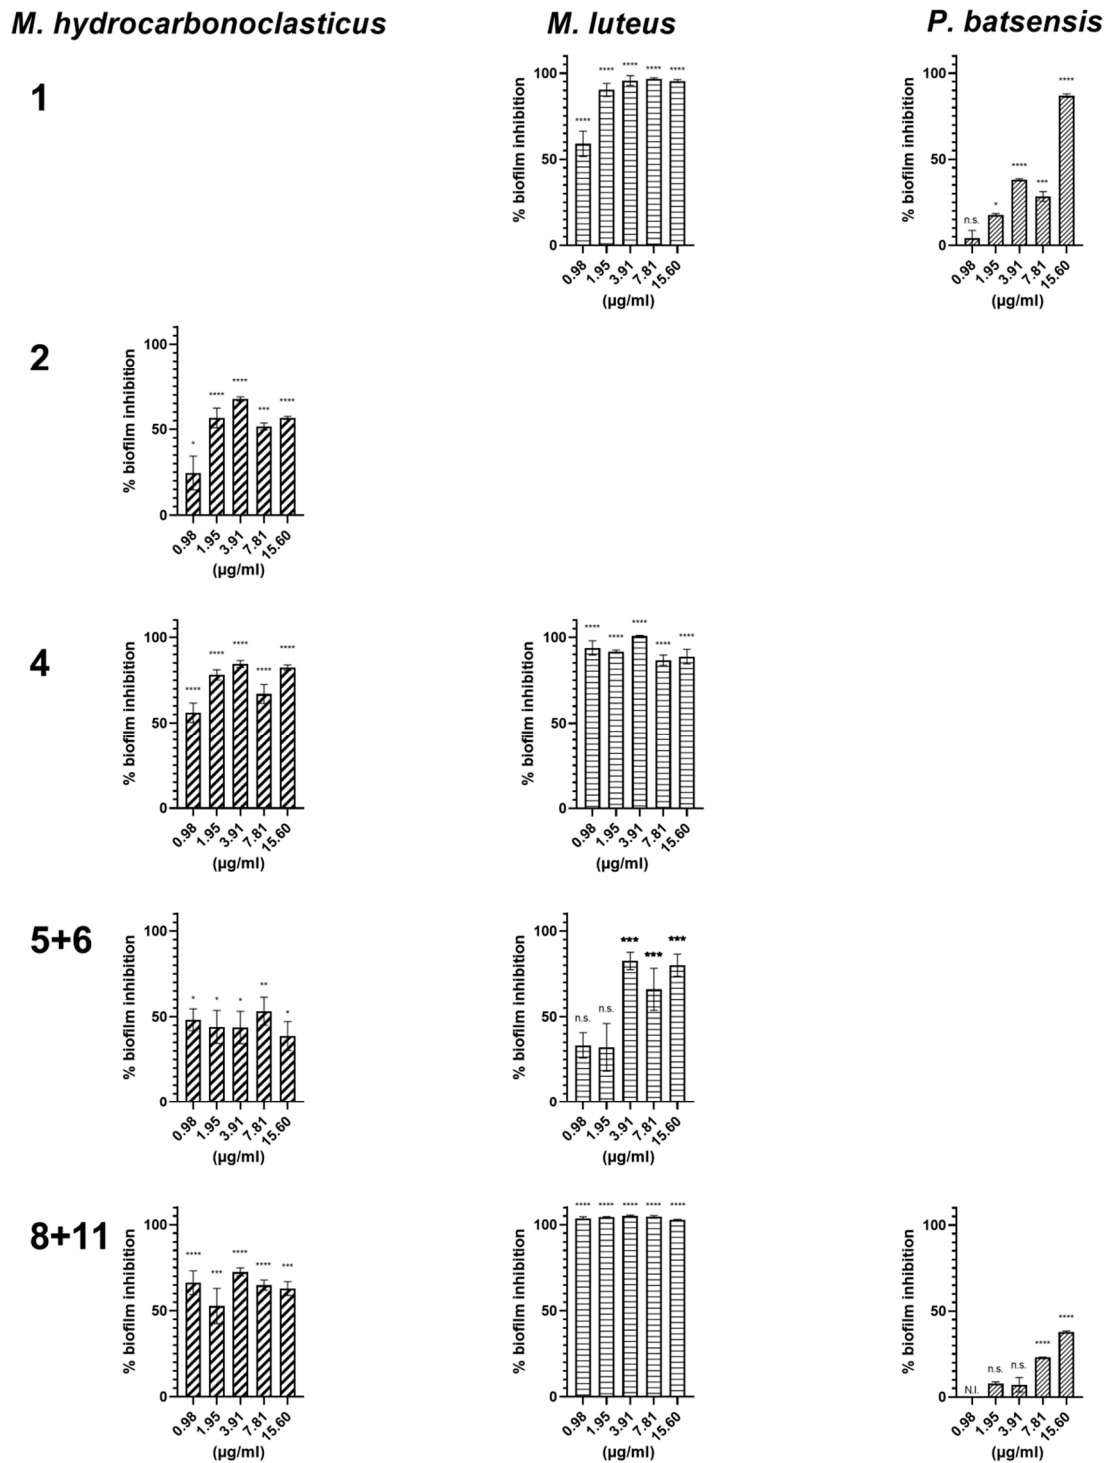 M. hydrocarbonoclasticus M. luteus P. batsensis
1
% biofilm inhibition
100
50
0
**** **** **** **** ****
0.98 1.95 3.91 7.81 15.60
(µg/ml)
% biofilm inhibition
100
50
0
n.s. * **** *** ****
0.98 1.95 3.91 7.81 15.60
(µg/ml)
2
% biofilm inhibition
100
50
0
* **** **** *** ****
0.98 1.95 3.91 7.81 15.60
(µg/ml)
4
% biofilm inhibition
100
50
0
**** **** **** **** ****
0.98 1.95 3.91 7.81 15.60
(µg/ml)
% biofilm inhibition
100
50
0
**** **** **** **** ****
0.98 1.95 3.91 7.81 15.60
(µg/ml)
5+6
% biofilm inhibition
100
50
0
* * * ** *
0.98 1.95 3.91 7.81 15.60
(µg/ml)
% biofilm inhibition
100
50
0
n.s. n.s. *** *** ***
0.98 1.95 3.91 7.81 15.60
(µg/ml)
8+11
% biofilm inhibition
100
50
0
**** *** **** **** ***
0.98 1.95 3.91 7.81 15.60
(µg/ml)
% biofilm inhibition
100
50
0
**** **** **** **** ****
0.98 1.95 3.91 7.81 15.60
(µg/ml)
% biofilm inhibition
100
50
0
N.I. n.s. n.s. **** ****
0.98 1.95 3.91 7.81 15.60
(µg/ml)